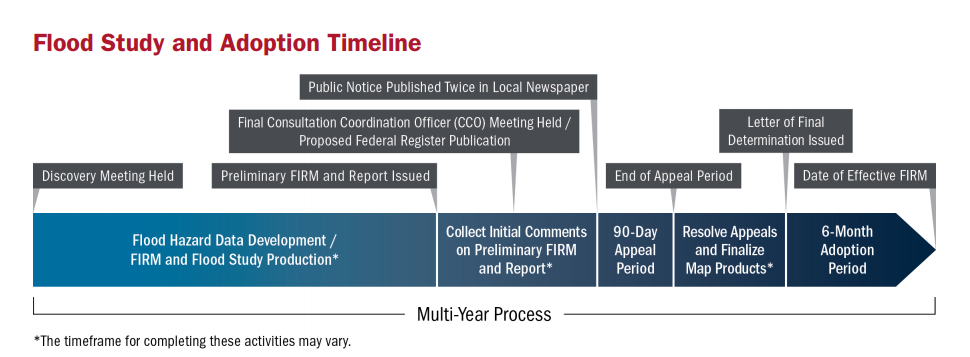 Flood Study and Adoption Timeline
Public Notice Published Twice in Local Newspaper
Final Consultation Coordination Officer (CCO) Meeting Held /
Proposed Federal Register Publication
Letter of Final
Determination Issued
Discovery Meeting Held
Preliminary FIRM and Report Issued
End of Appeal Period
Date of Effective FIRM
Flood Hazard Data Development /
FIRM and Flood Study Production*
Collect Initial Comments
on Preliminary FIRM
and Report*
90-Day
Appeal
Period
Resolve Appeals
and Finalize
Map Products*
6-Month
Adoption
Period
Multi-Year Process
*The timeframe for completing these activities may vary.